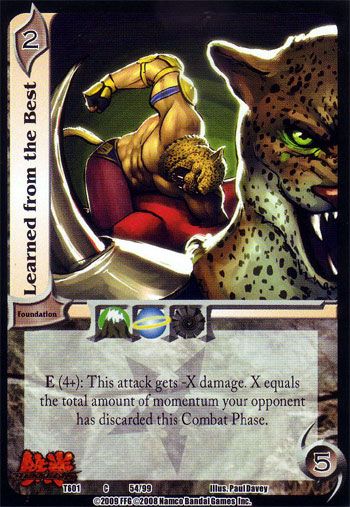 2
Learned from the Best
Foundation
E (4+): This attack gets -X damage. X equals
the total amount of momentum your opponent
has discarded this Combat Phase.
5
T601 C 54/99 Illus. Paul Davey
©2009 FFG ©2008 Namco Bandai Games Inc.